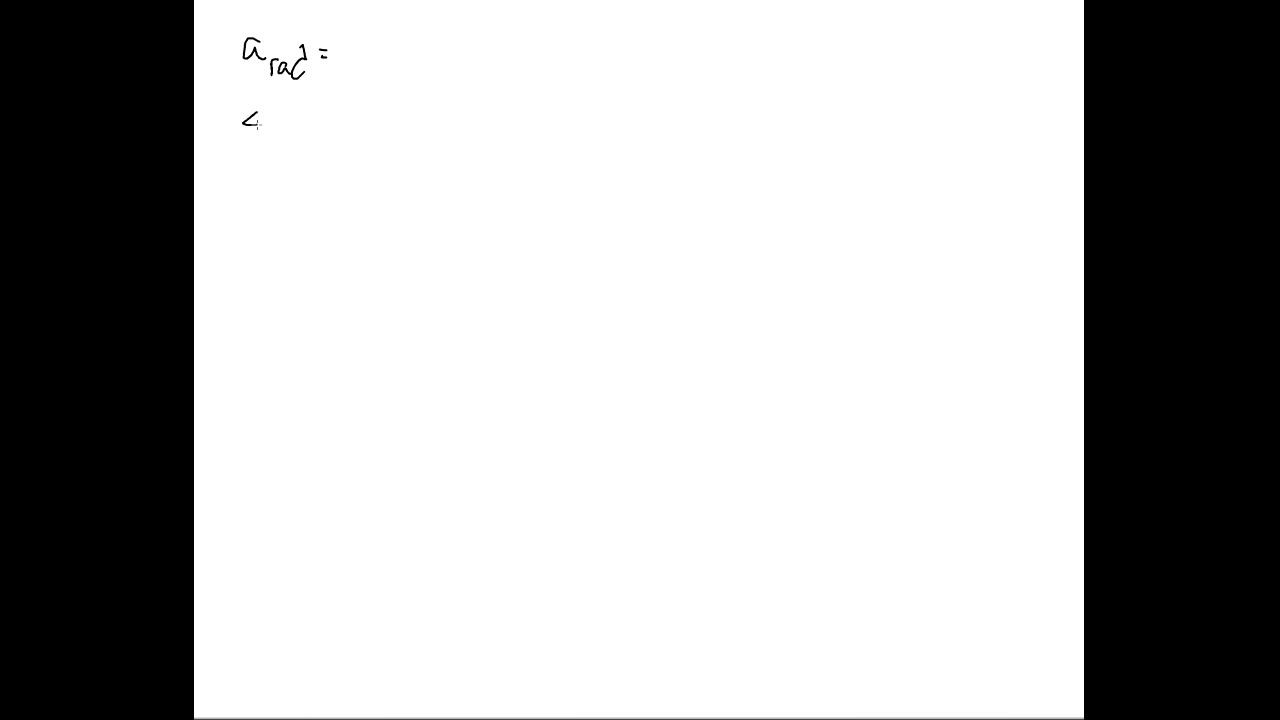 a_rad =